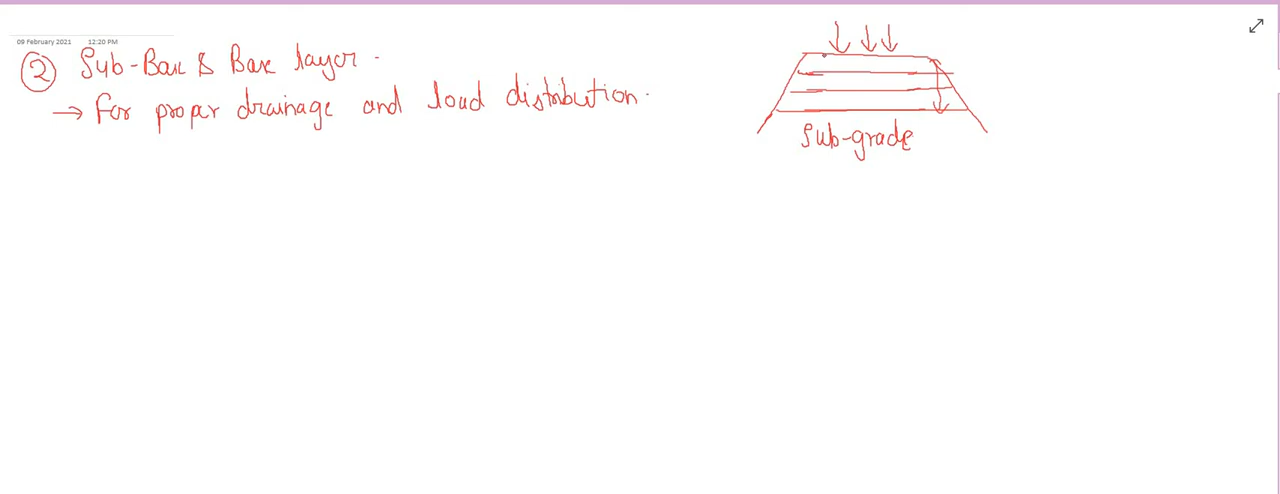 09 February 2021 12:20 PM
② Sub-Base & Base layer.
→ For proper drainage and load distribution.
Sub-grade